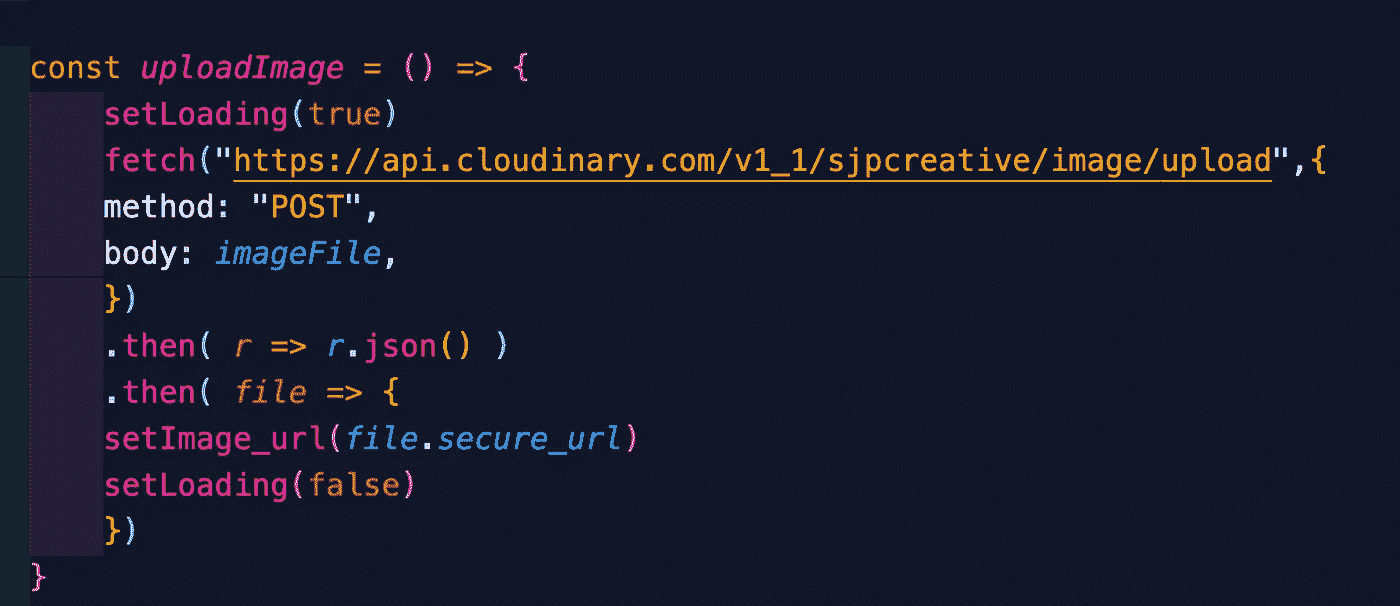 const uploadImage = () => {
    setLoading(true)
    fetch("https://api.cloudinary.com/v1_1/sjpcreative/image/upload",{
    method: "POST",
    body: imageFile,
    })
    .then( r => r.json() )
    .then( file => {
    setImage_url(file.secure_url)
    setLoading(false)
    })
}